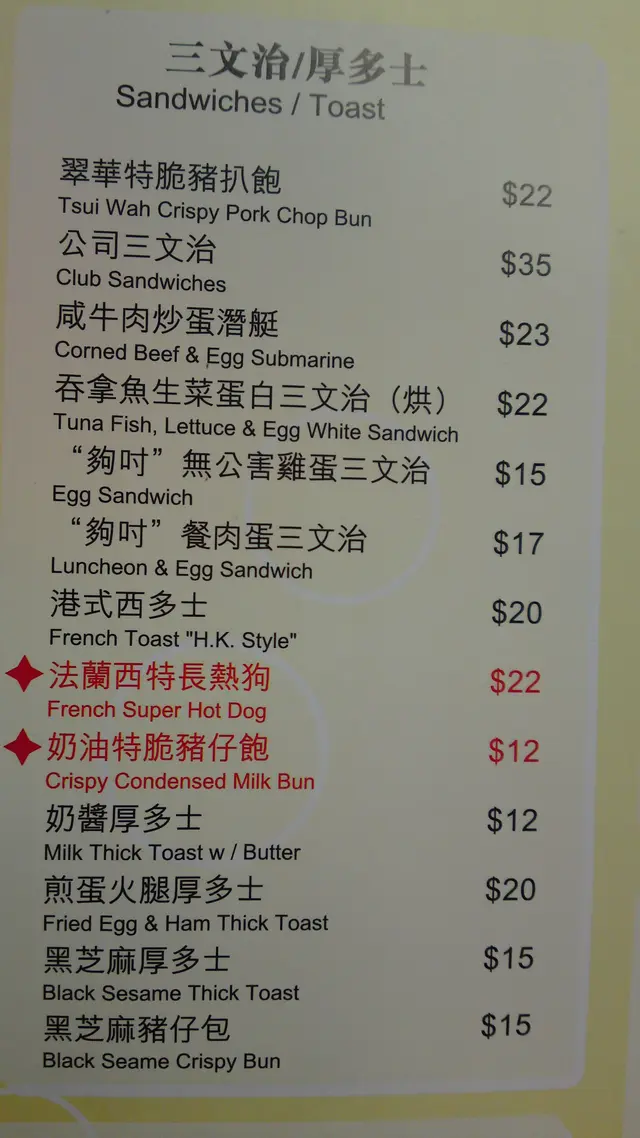 三文治/厚多士
Sandwiches / Toast
翠華特脆豬扒飽 $22
Tsui Wah Crispy Pork Chop Bun
公司三文治 $35
Club Sandwiches
咸牛肉炒蛋潛艇 $23
Corned Beef & Egg Submarine
吞拿魚生菜蛋白三文治（烘） $22
Tuna Fish, Lettuce & Egg White Sandwich
“夠吋”無公害雞蛋三文治 $15
Egg Sandwich
“夠吋”餐肉蛋三文治 $17
Luncheon & Egg Sandwich
港式西多士 $20
French Toast "H.K. Style"
法蘭西特長熱狗 $22
French Super Hot Dog
奶油特脆豬仔飽 $12
Crispy Condensed Milk Bun
奶醬厚多士 $12
Milk Thick Toast w / Butter
煎蛋火腿厚多士 $20
Fried Egg & Ham Thick Toast
黑芝麻厚多士 $15
Black Sesame Thick Toast
黑芝麻豬仔包 $15
Black Seame Crispy Bun